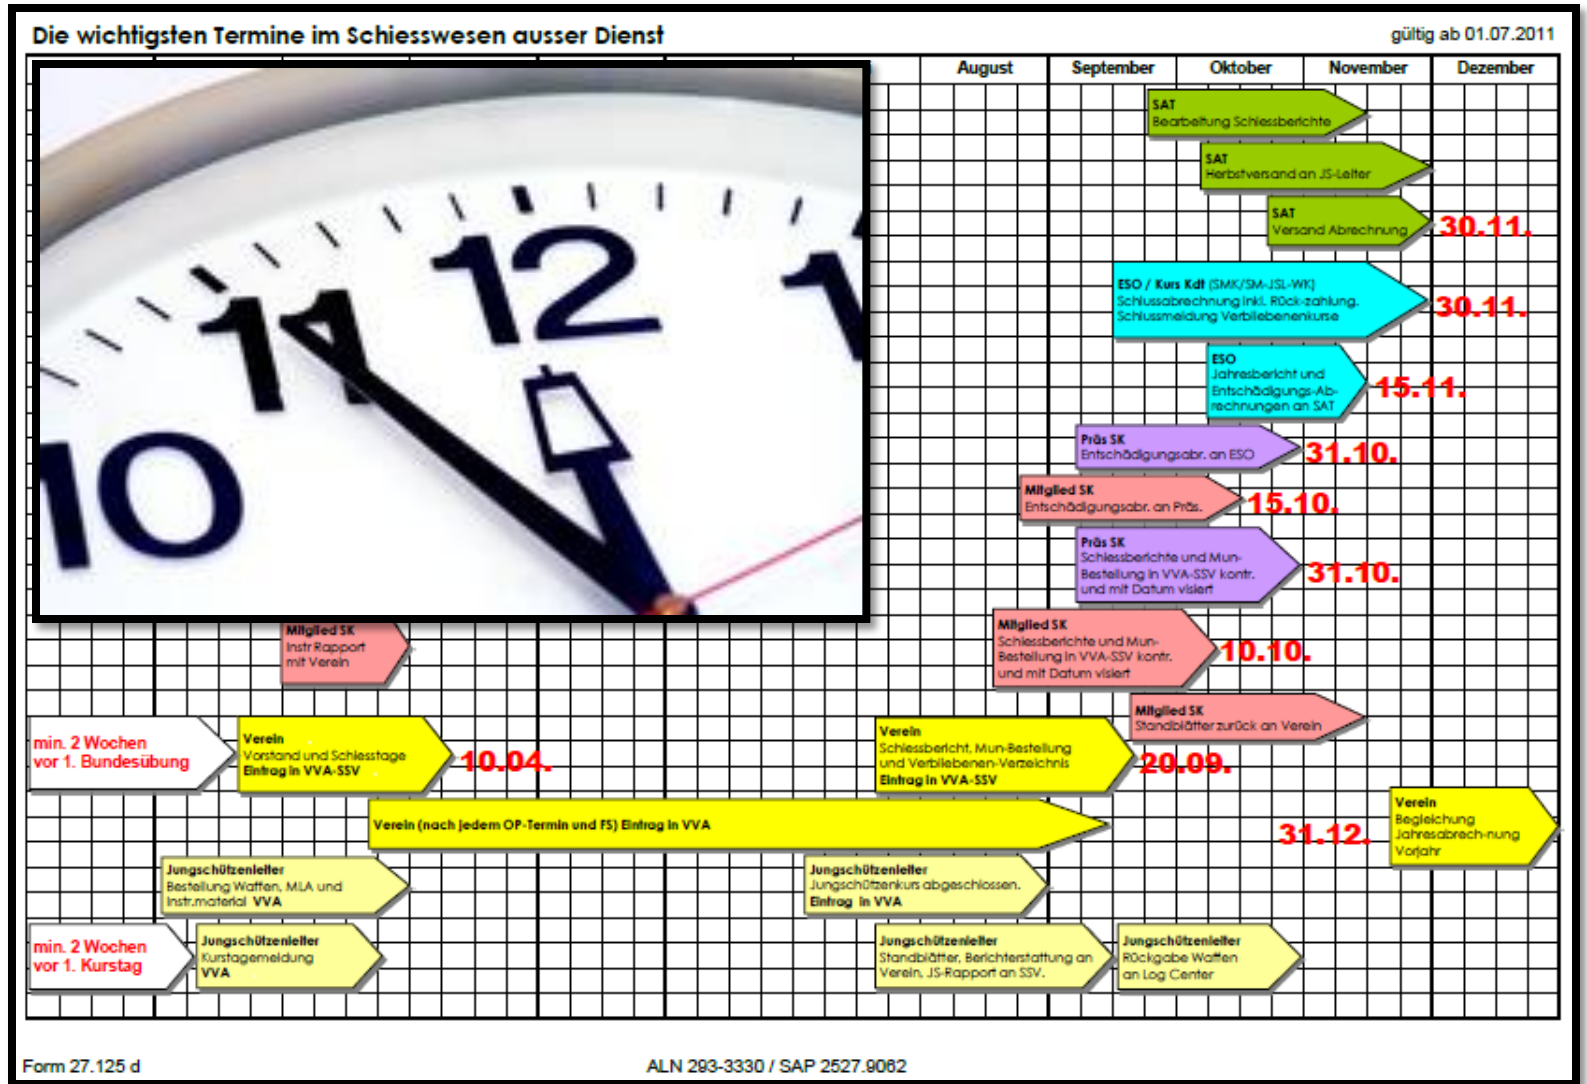 Die wichtigsten Termine im Schiesswesen ausser Dienst
gültig ab 01.07.2011
August
September
Oktober
November
Dezember
SAT
Bearbeitung Schiessberichte
SAT
Herbstversand an JS-Leiter
SAT
Versand Abrechnung
30.11.
ESO / Kurs Kdt (SMK/SM-JSL-WK)
Schlussabrechnung inkl. Rück-zahlung.
Schlussmeldung Verbliebenenkurse
30.11.
ESO
Jahresbericht und
Entschädigungs-Ab-
rechnungen an SAT
15.11.
Präs SK
Entschädigungsabr. an ESO
31.10.
Mitglied SK
Entschädigungsabr. an Präs.
15.10.
Präs SK
Schiessberichte und Mun-
Bestellung in VVA-SSV kontr.
und mit Datum visiert
31.10.
Mitglied SK
Instr Rapport
mit Verein
Mitglied SK
Schiessberichte und Mun-
Bestellung in VVA-SSV kontr.
und mit Datum visiert
10.10.
Mitglied SK
Standblätter zurück an Verein
min. 2 Wochen
vor 1. Bundesübung
Verein
Vorstand und Schiesstage
Eintrag in VVA-SSV
10.04.
Verein
Schiessbericht, Mun-Bestellung
und Verbliebenen-Verzeichnis
Eintrag in VVA-SSV
20.09.
Verein (nach jedem OP-Termin und FS) Eintrag in VVA
31.12.
Verein
Begleichung
Jahresabrech-nung
Vorjahr
Jungschützenleiter
Bestellung Waffen, MLA und
Instr.material VVA
Jungschützenleiter
Jungschützenkurs abgeschlossen.
Eintrag in VVA
min. 2 Wochen
vor 1. Kurstag
Jungschützenleiter
Kurstagemeldung
VVA
Jungschützenleiter
Standblätter, Berichterstattung an
Verein, JS-Rapport an SSV.
Jungschützenleiter
Rückgabe Waffen
an Log Center
10
11
12
1
Form 27.125 d
ALN 293-3330 / SAP 2527.9062